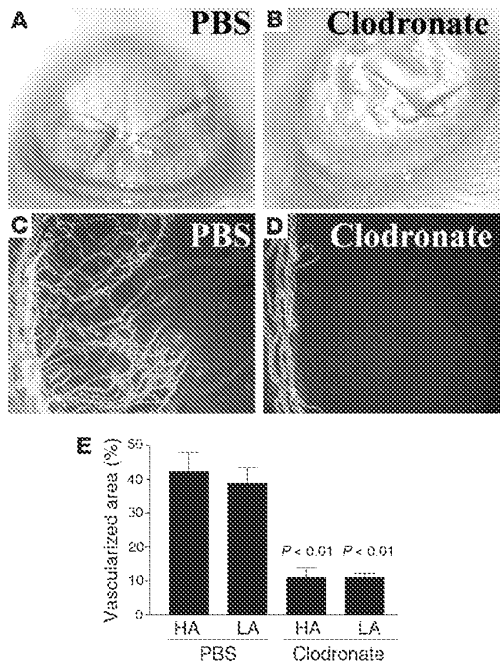 A PBS
B Clodronate
C PBS
D Clodronate
E
Vascularized area (%)
50
40
30
20
10
0
P < 0.01 P < 0.01
HA LA HA LA
PBS Clodronate